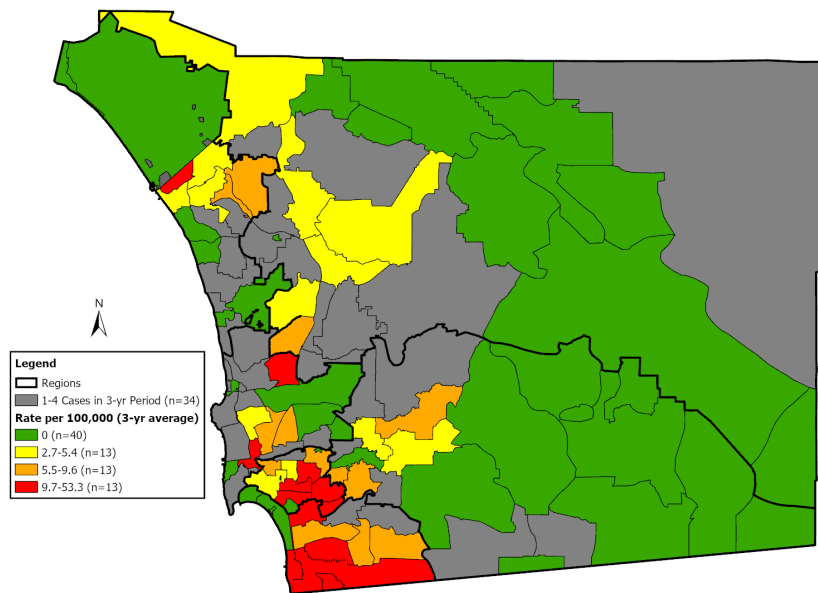 N
Legend
Regions
1-4 Cases in 3-yr Period (n=34)
Rate per 100,000 (3-yr average)
0 (n=40)
2.7-5.4 (n=13)
5.5-9.6 (n=13)
9.7-53.3 (n=13)